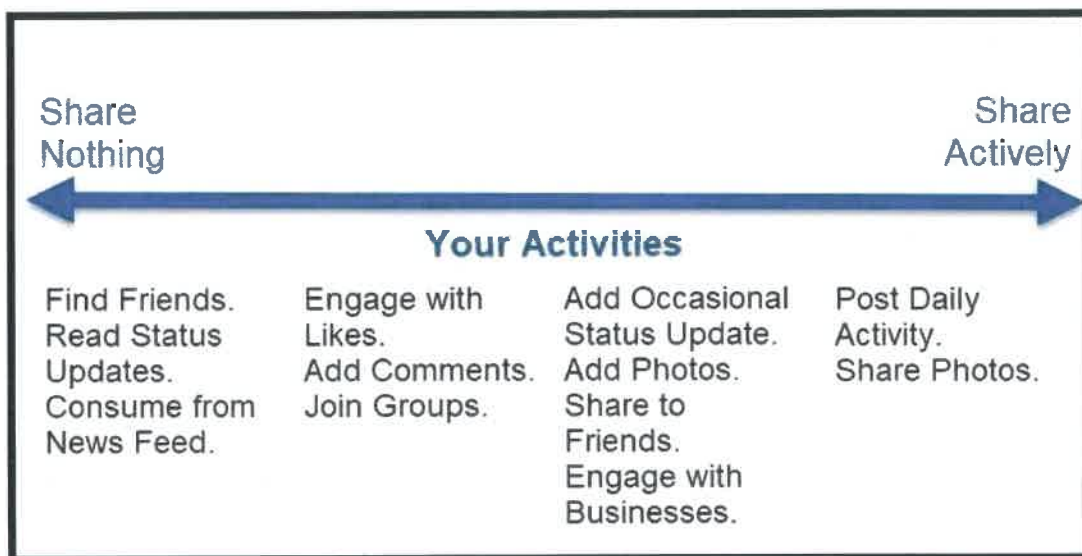 Share
Nothing
Share
Actively
Your Activities
Find Friends.
Read Status
Updates.
Consume from
News Feed.
Engage with
Likes.
Add Comments.
Join Groups.
Add Occasional
Status Update.
Add Photos.
Share to
Friends.
Engage with
Businesses.
Post Daily
Activity.
Share Photos.